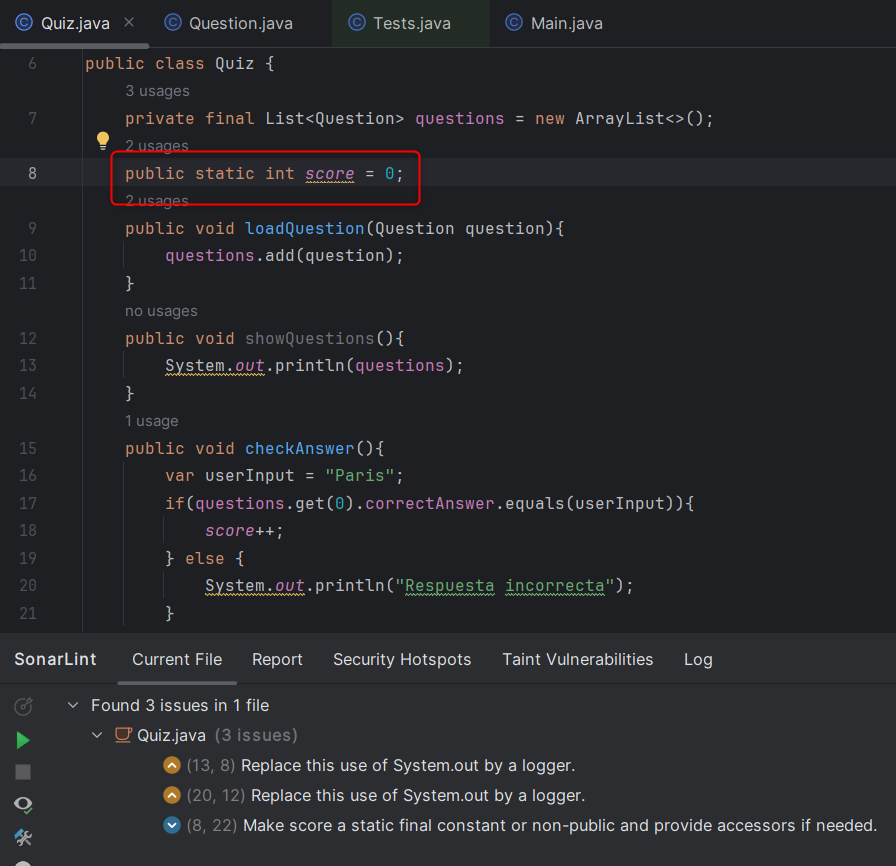 Quiz.java Question.java Tests.java Main.java
6 public class Quiz {
3 usages
7 private final List<Question> questions = new ArrayList<>();
2 usages
8 public static int score = 0;
2 usages
9 public void loadQuestion(Question question){
10 questions.add(question);
11 }
no usages
12 public void showQuestions(){
13 System.out.println(questions);
14 }
1 usage
15 public void checkAnswer(){
16 var userInput = "Paris";
17 if(questions.get(0).correctAnswer.equals(userInput)){
18 score++;
19 } else {
20 System.out.println("Respuesta incorrecta");
21 }
SonarLint Current File Report Security Hotspots Taint Vulnerabilities Log
Found 3 issues in 1 file
Quiz.java (3 issues)
(13, 8) Replace this use of System.out by a logger.
(20, 12) Replace this use of System.out by a logger.
(8, 22) Make score a static final constant or non-public and provide accessors if needed.